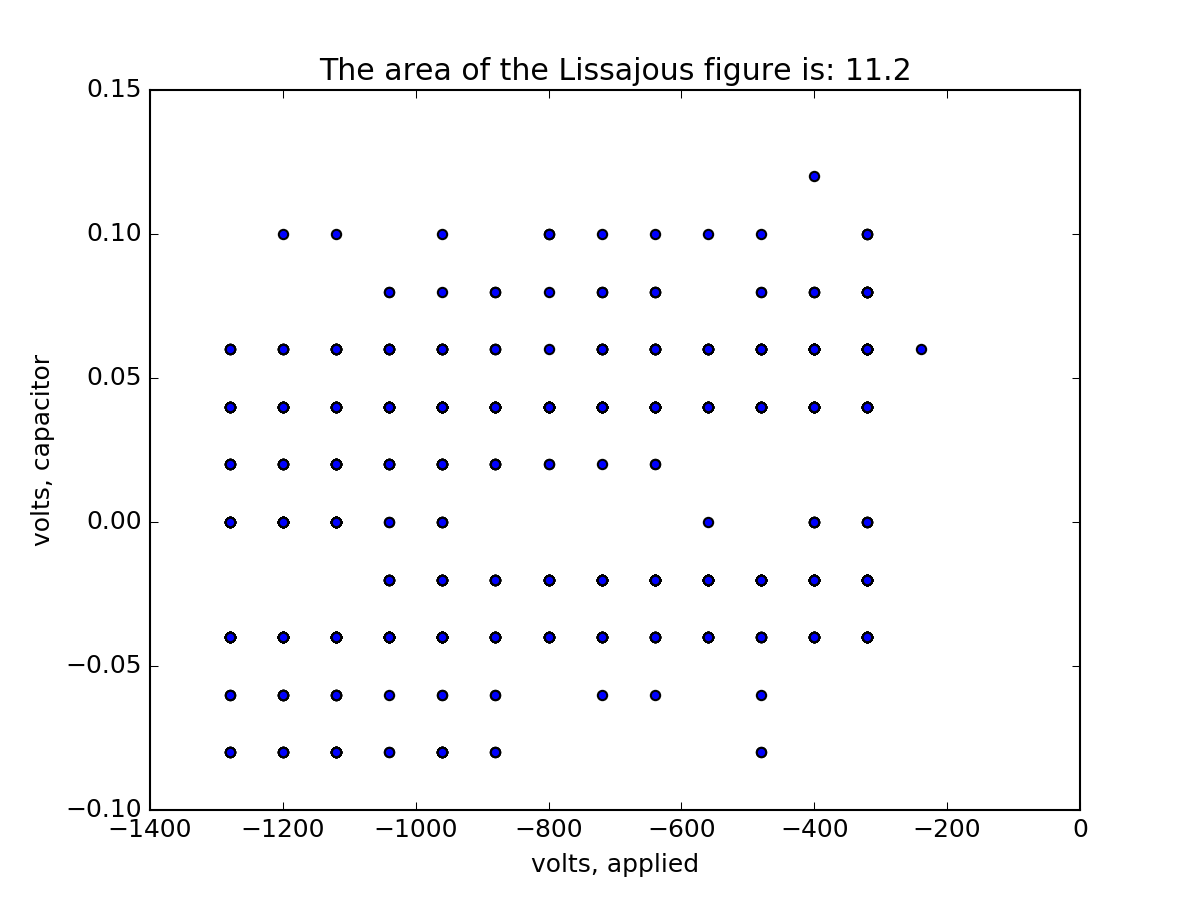 The area of the Lissajous figure is: 11.2
0.15
0.10
0.05
0.00
−0.05
−0.10
volts, capacitor
−1400 −1200 −1000 −800 −600 −400 −200 0
volts, applied